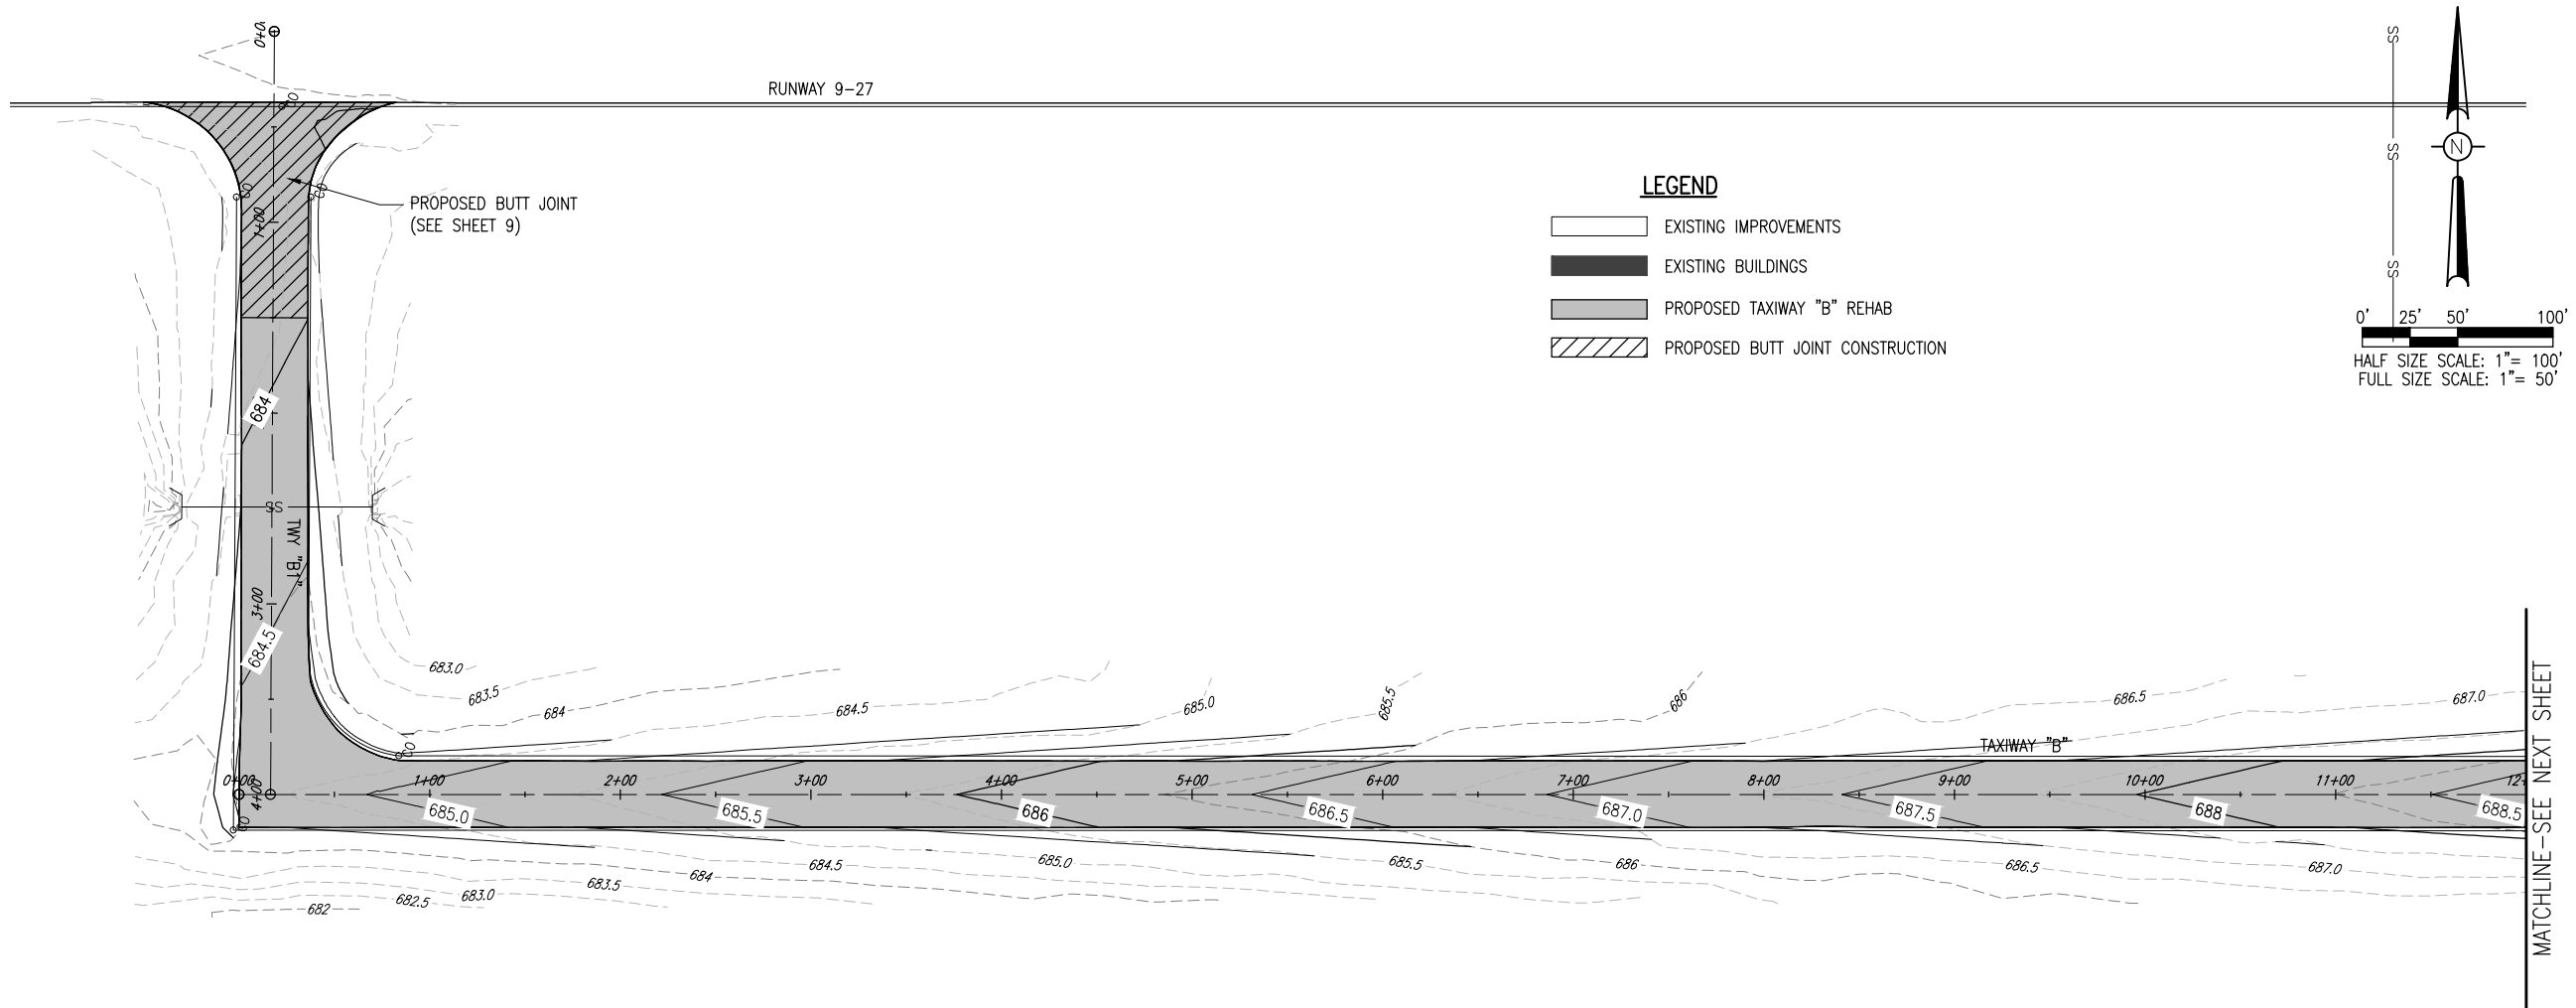 0+0
RUNWAY 9-27
SS
SS
SS
N
PROPOSED BUTT JOINT
(SEE SHEET 9)
1+00
LEGEND
EXISTING IMPROVEMENTS
EXISTING BUILDINGS
PROPOSED TAXIWAY "B" REHAB
PROPOSED BUTT JOINT CONSTRUCTION
0' 25' 50' 100'
HALF SIZE SCALE: 1"= 100'
FULL SIZE SCALE: 1"= 50'
684
SS
TWY "B1"
3+00
684.5
683.0
683.5
684
684.5
685.0
685.5
686
686.5
687.0
TAXIWAY "B"
MATCHLINE-SEE NEXT SHEET
0+00 1+00 2+00 3+00 4+00 5+00 6+00 7+00 8+00 9+00 10+00 11+00 12+
4+00
685.0 685.5 686 686.5 687.0 687.5 688 688.5
682 682.5 683.0 683.5 684 684.5 685.0 685.5 686 686.5 687.0